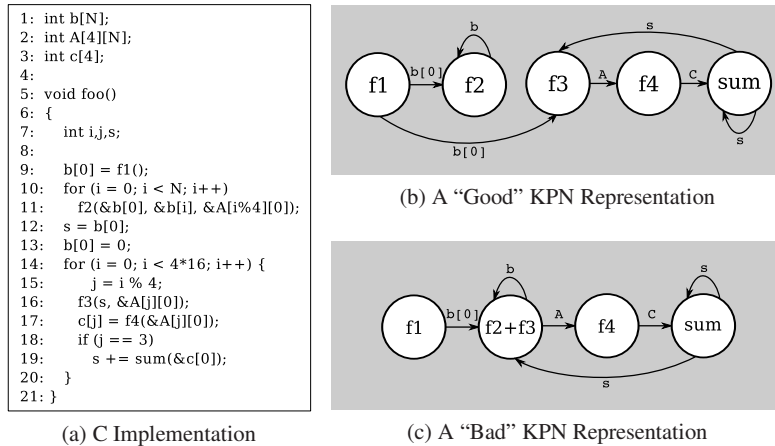 1: int b[N];
2: int A[4][N];
3: int c[4];
4:
5: void foo()
6: {
7: int i,j,s;
8:
9: b[0] = f1();
10: for (i = 0; i < N; i++)
11: f2(&b[0], &b[i], &A[i%4][0]);
12: s = b[0];
13: b[0] = 0;
14: for (i = 0; i < 4*16; i++) {
15: j = i % 4;
16: f3(s, &A[j][0]);
17: c[j] = f4(&A[j][0]);
18: if (j == 3)
19: s += sum(&c[0]);
20: }
21: }
(a) C Implementation
b
s
f1
b[0]
f2
f3
A
f4
C
sum
b[0]
s
(b) A “Good” KPN Representation
b
s
f1
b[0]
f2+f3
A
f4
C
sum
s
(c) A “Bad” KPN Representation